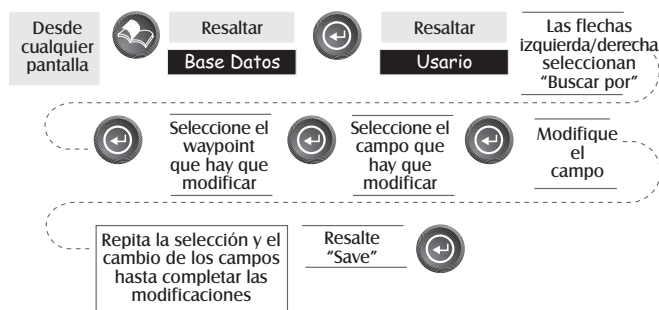 Desde
cualquier
pantalla
Resaltar
Base Datos
Resaltar
Usario
Las flechas
izquierda/derecha
seleccionan
“Buscar por”
Seleccione el
waypoint
que hay que
modificar
Seleccione el
campo que
hay que
modificar
Modifique
el
campo
Repita la selección y el
cambio de los campos
hasta completar las
modificaciones
Resalte
“Save”